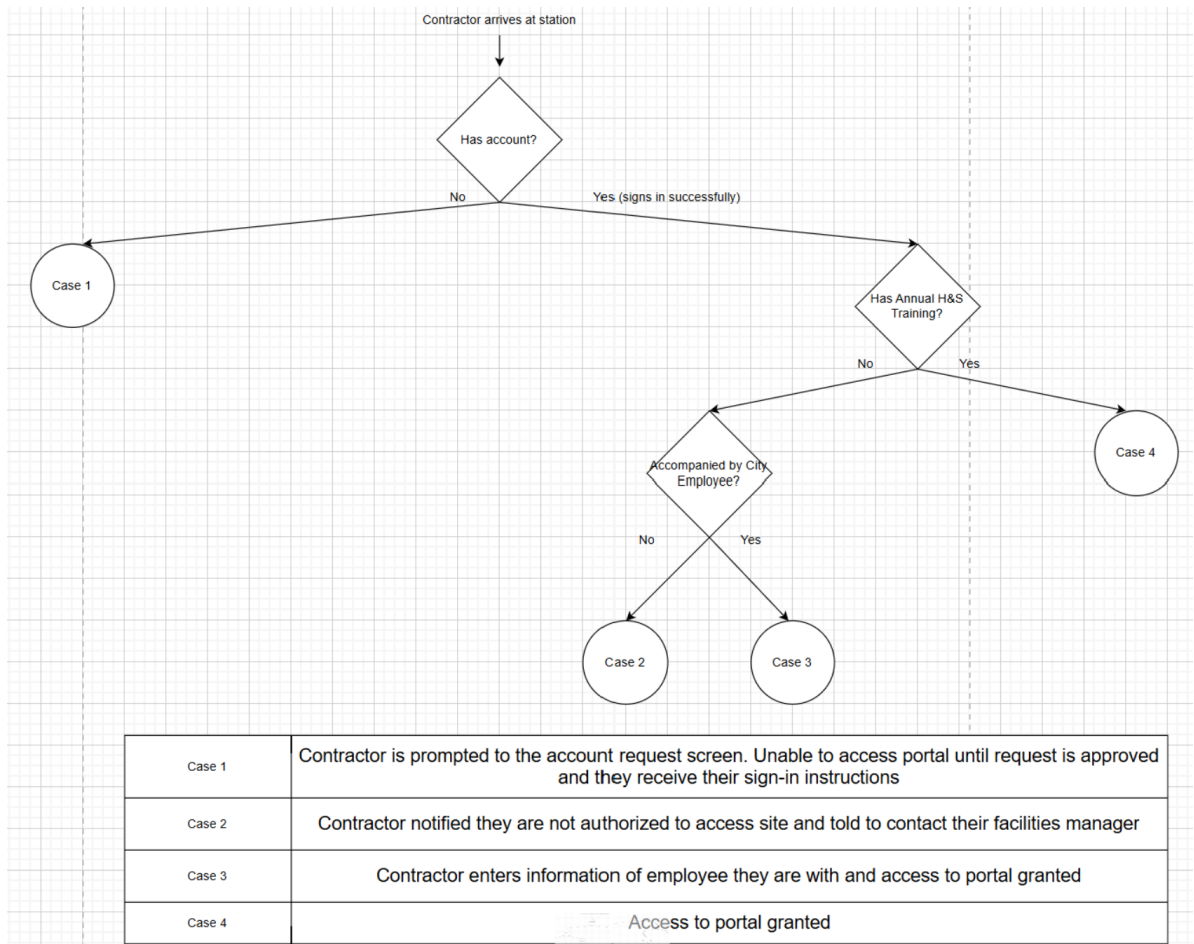 Contractor arrives at station
Has account?
No
Yes (signs in successfully)
Case 1
Has Annual H&S
Training?
No
Yes
Accompanied by City
Employee?
Case 4
No
Yes
Case 2
Case 3
Case 1
Contractor is prompted to the account request screen. Unable to access portal until request is approved
and they receive their sign-in instructions
Case 2
Contractor notified they are not authorized to access site and told to contact their facilities manager
Case 3
Contractor enters information of employee they are with and access to portal granted
Case 4
Access to portal granted